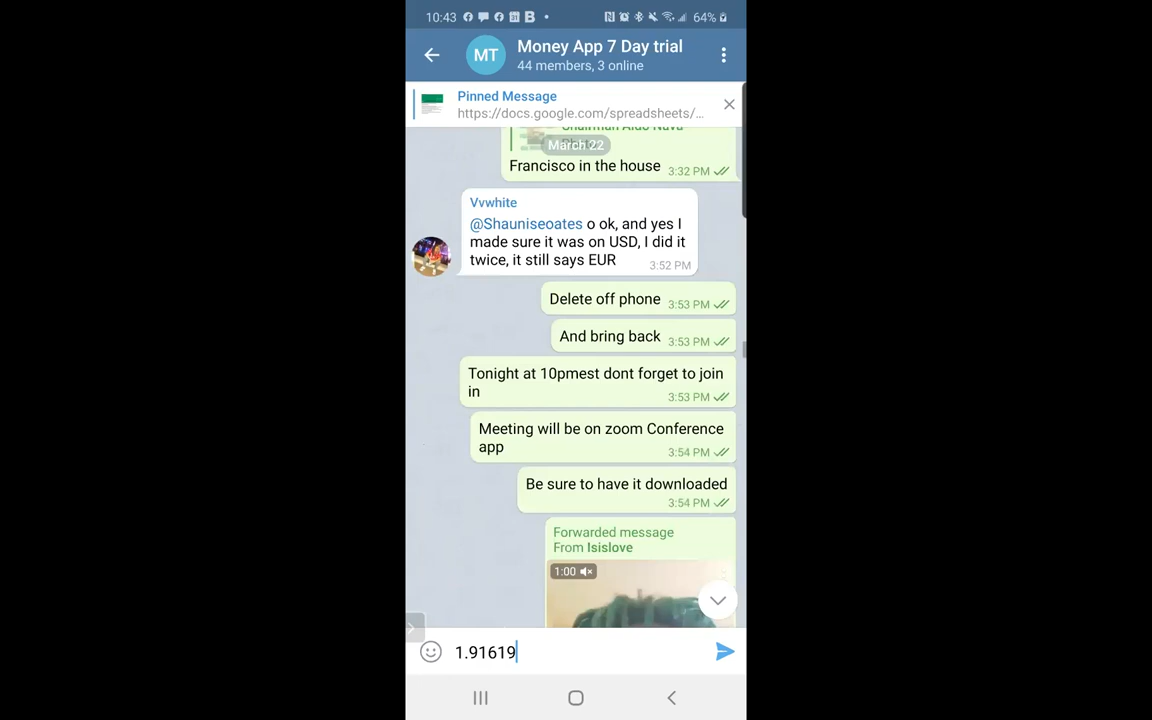 10:43 31 B 64%
MT Money App 7 Day trial
44 members, 3 online
Pinned Message
https://docs.google.com/spreadsheets/...
Chairman Aldo Nava
March 22
Francisco in the house 3:32 PM
Vvwhite
@Shauniseoates o ok, and yes I
made sure it was on USD, I did it
twice, it still says EUR 3:52 PM
Delete off phone 3:53 PM
And bring back 3:53 PM
Tonight at 10pmest dont forget to join
in 3:53 PM
Meeting will be on zoom Conference
app 3:54 PM
Be sure to have it downloaded
3:54 PM
Forwarded message
From Isislove
1:00
1.91619